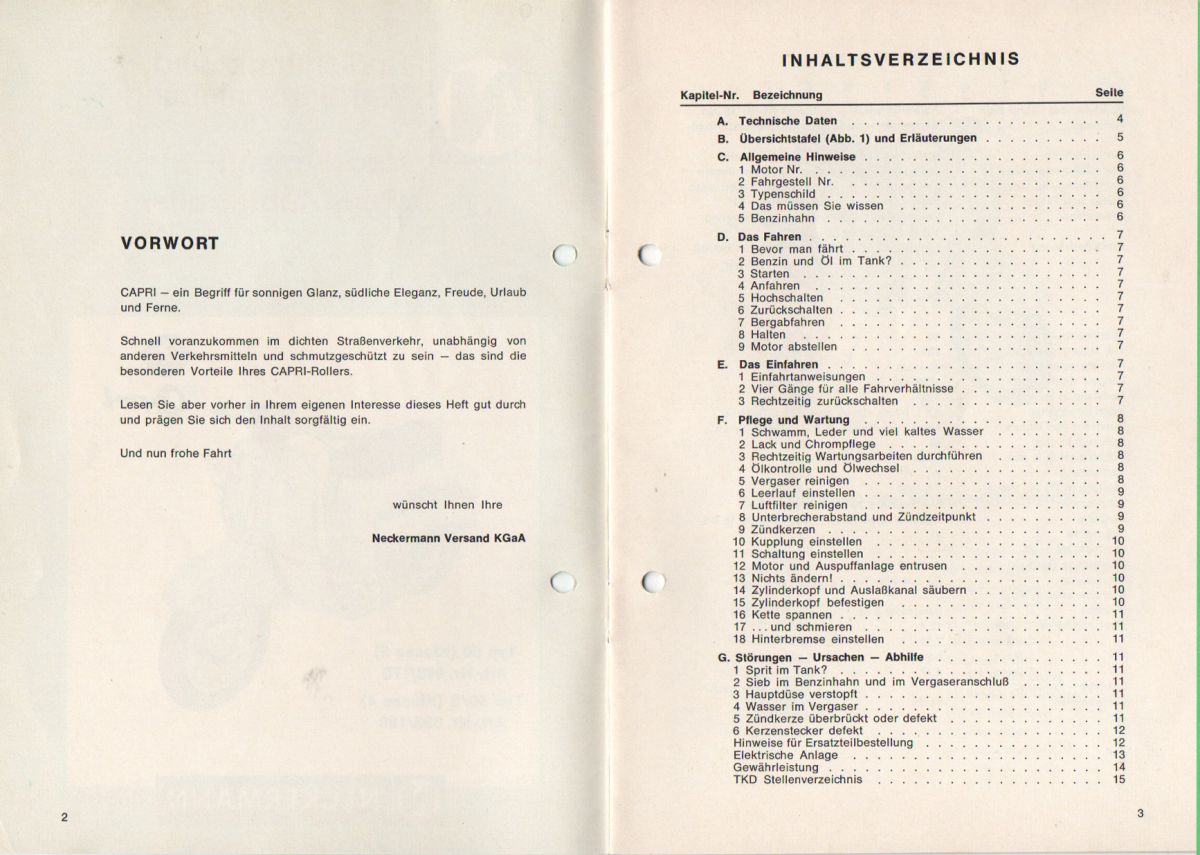 VORWORT
CAPRI — ein Begriff für sonnigen Glanz, südliche Eleganz, Freude, Urlaub
und Ferne.
Schnell voranzukommen im dichten Straßenverkehr, unabhängig von
anderen Verkehrsmitteln und schmutzgeschützt zu sein — das sind die
besonderen Vorteile Ihres CAPRI-Rollers.
Lesen Sie aber vorher in Ihrem eigenen Interesse dieses Heft gut durch
und prägen Sie sich den Inhalt sorgfältig ein.
Und nun frohe Fahrt
wünscht Ihnen Ihre
Neckermann Versand KGaA
2
INHALTSVERZEICHNIS
Kapitel-Nr. Bezeichnung Seite
A. Technische Daten . . . . . 4
B. Übersichtstafel (Abb. 1) und Erläuterungen . . . . . 5
C. Allgemeine Hinweise . . . . . 6
1 Motor Nr. . . . . . 6
2 Fahrgestell Nr. . . . . . 6
3 Typenschild . . . . . 6
4 Das müssen Sie wissen . . . . . 6
5 Benzinhahn . . . . . 6
D. Das Fahren . . . . . 7
1 Bevor man fährt . . . . . 7
2 Benzin und Öl im Tank? . . . . . 7
3 Starten . . . . . 7
4 Anfahren . . . . . 7
5 Hochschalten . . . . . 7
6 Zurückschalten . . . . . 7
7 Bergabfahren . . . . . 7
8 Halten . . . . . 7
9 Motor abstellen . . . . . 7
E. Das Einfahren . . . . . 7
1 Einfahrtanweisungen . . . . . 7
2 Vier Gänge für alle Fahrverhältnisse . . . . . 7
3 Rechtzeitig zurückschalten . . . . . 7
F. Pflege und Wartung . . . . . 8
1 Schwamm, Leder und viel kaltes Wasser . . . . . 8
2 Lack und Chrompflege . . . . . 8
3 Rechtzeitig Wartungsarbeiten durchführen . . . . . 8
4 Ölkontrolle und Ölwechsel . . . . . 8
5 Vergaser reinigen . . . . . 8
6 Leerlauf einstellen . . . . . 9
7 Luftfilter reinigen . . . . . 9
8 Unterbrecherabstand und Zündzeitpunkt . . . . . 9
9 Zündkerzen . . . . . 9
10 Kupplung einstellen . . . . . 10
11 Schaltung einstellen . . . . . 10
12 Motor und Auspuffanlage entrusen . . . . . 10
13 Nichts ändern! . . . . . 10
14 Zylinderkopf und Auslaßkanal säubern . . . . . 10
15 Zylinderkopf befestigen . . . . . 10
16 Kette spannen . . . . . 11
17 ...und schmieren . . . . . 11
18 Hinterbremse einstellen . . . . . 11
G. Störungen — Ursachen — Abhilfe . . . . . 11
1 Sprit im Tank? . . . . . 11
2 Sieb im Benzinhahn und im Vergaseranschluß . . . . . 11
3 Hauptdüse verstopft . . . . . 11
4 Wasser im Vergaser . . . . . 11
5 Zündkerze überbrückt oder defekt . . . . . 11
6 Kerzenstecker defekt . . . . . 12
Hinweise für Ersatzteilbestellung . . . . . 12
Elektrische Anlage . . . . . 13
Gewährleistung . . . . . 14
TKD Stellenverzeichnis . . . . . 15
3